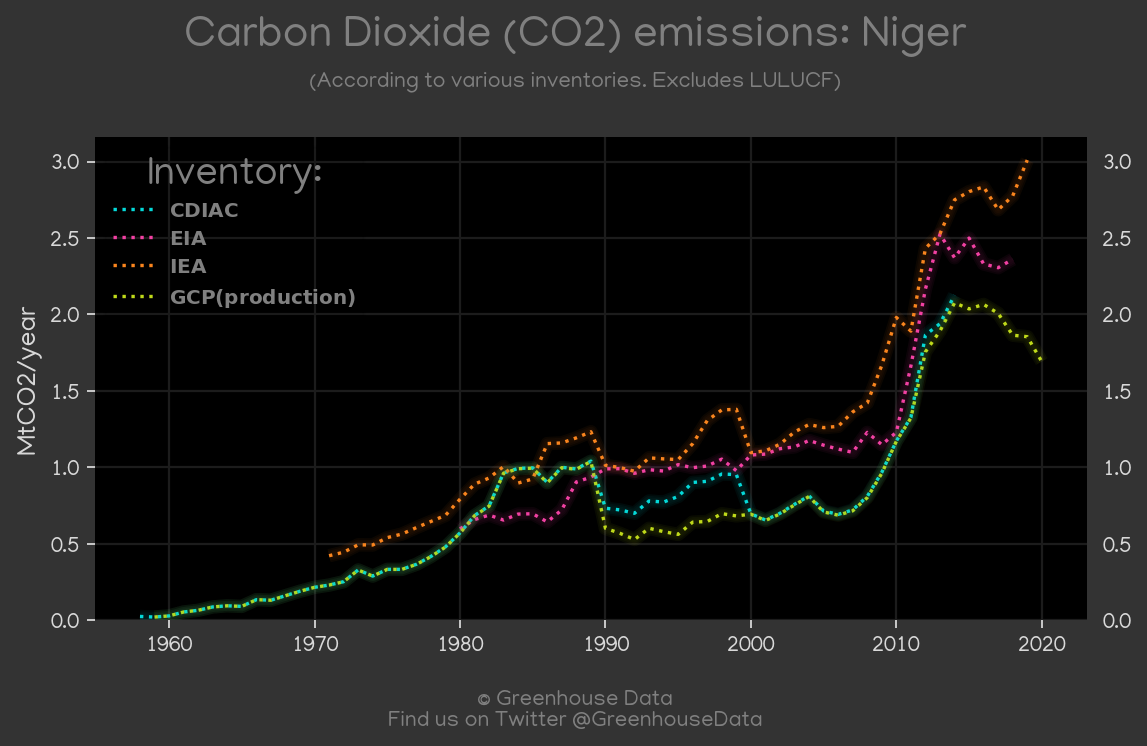 Carbon Dioxide (CO2) emissions: Niger
(According to various inventories. Excludes LULUCF)
Inventory:
CDIAC
EIA
IEA
GCP(production)
MtCO2/year
3.0
2.5
2.0
1.5
1.0
0.5
0.0
3.0
2.5
2.0
1.5
1.0
0.5
0.0
1960 1970 1980 1990 2000 2010 2020
© Greenhouse Data
Find us on Twitter @GreenhouseData